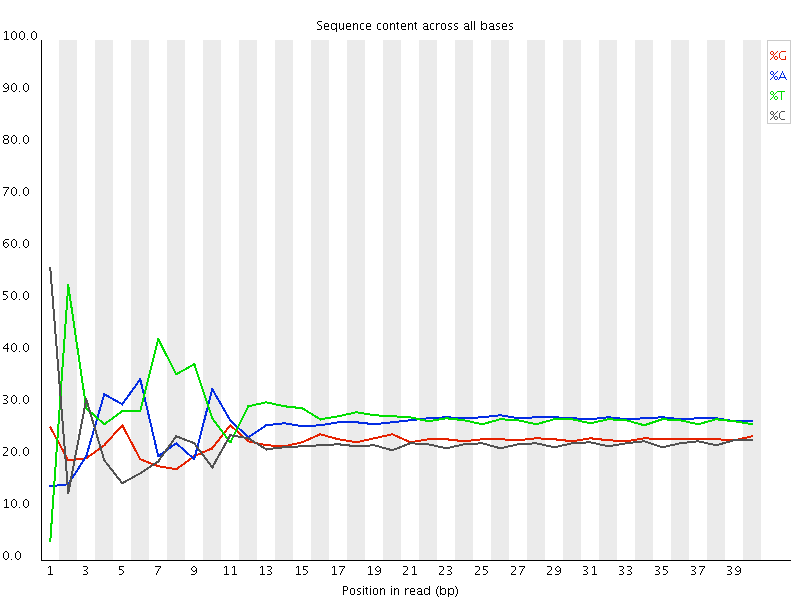 Sequence content across all bases
100.0
90.0
80.0
70.0
60.0
50.0
40.0
30.0
20.0
10.0
0.0
%G
%A
%T
%C
1 3 5 7 9 11 13 15 17 19 21 23 25 27 29 31 33 35 37 39
Position in read (bp)